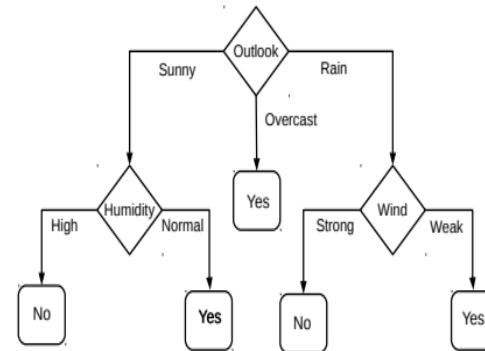 Outlook
Sunny
Rain
Overcast
Humidity
Yes
Wind
High
Normal
Strong
Weak
No
Yes
No
Yes